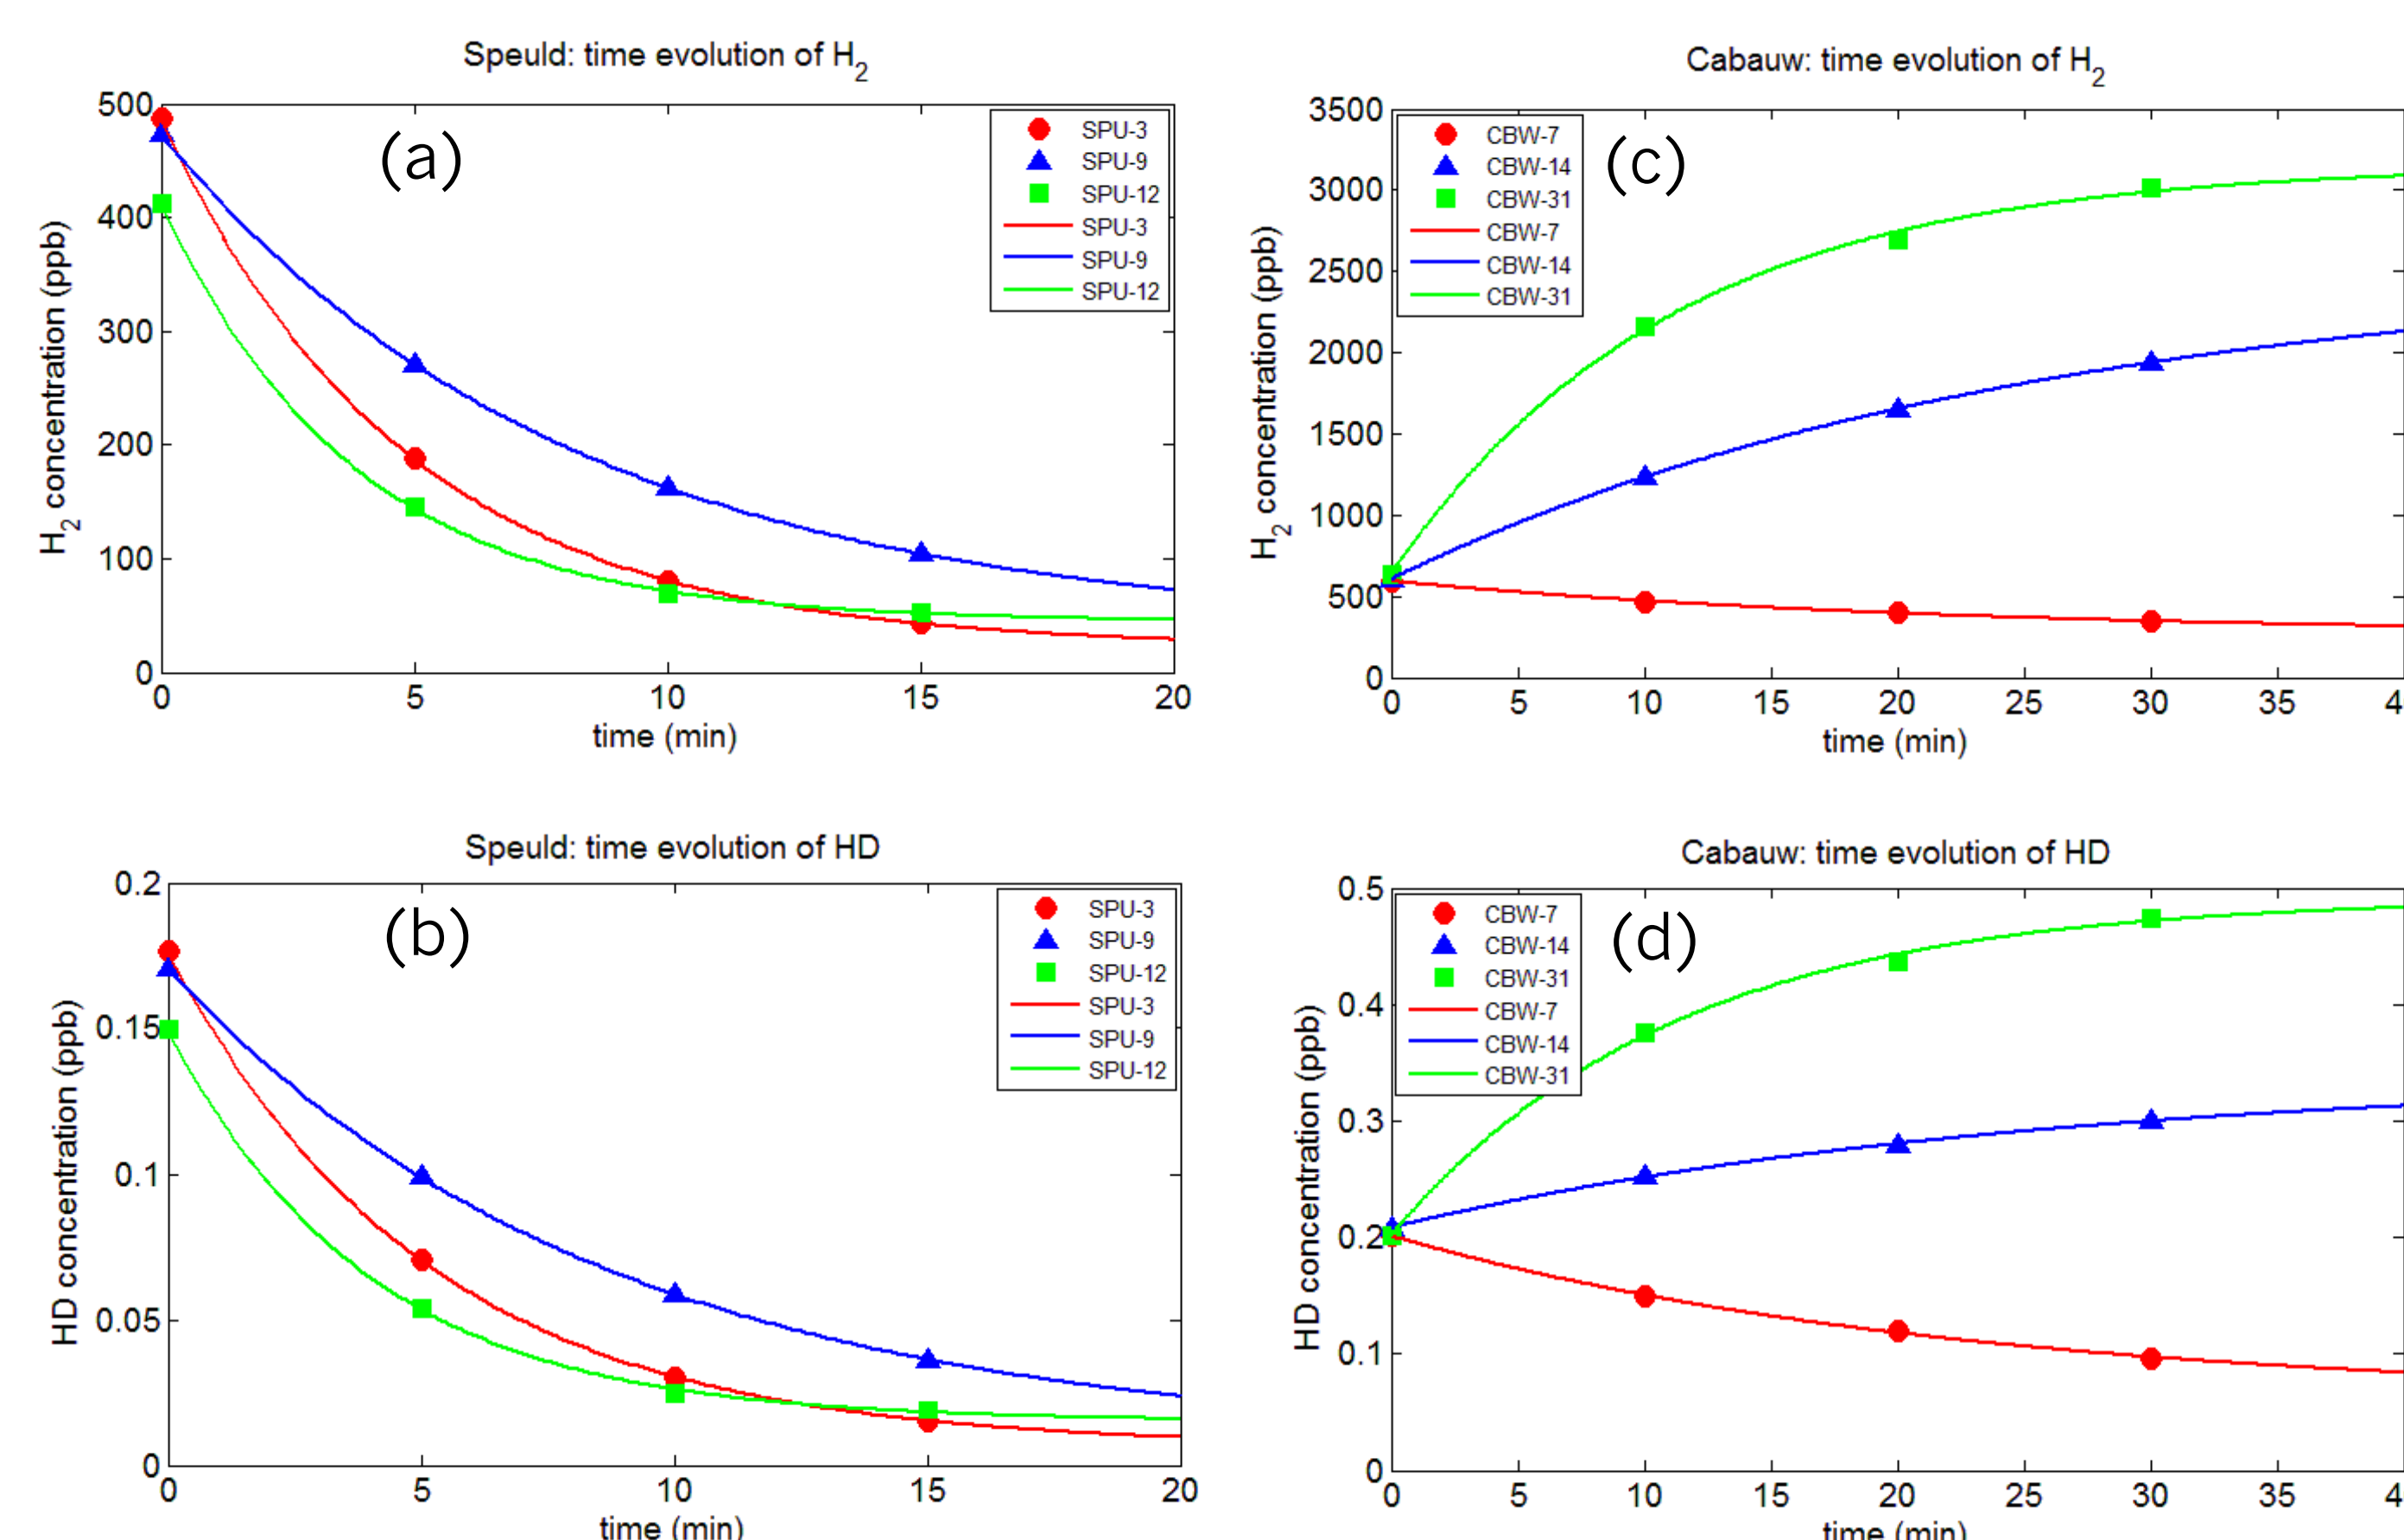 Speuld: time evolution of H2
(a)
H2 concentration (ppb)
500
400
300
200
100
0
0 5 10 15 20
time (min)
SPU-3
SPU-9
SPU-12
SPU-3
SPU-9
SPU-12
Cabauw: time evolution of H2
(c)
H2 concentration (ppb)
3500
3000
2500
2000
1500
1000
500
0
0 5 10 15 20 25 30 35 4
time (min)
CBW-7
CBW-14
CBW-31
CBW-7
CBW-14
CBW-31
Speuld: time evolution of HD
(b)
HD concentration (ppb)
0.2
0.15
0.1
0.05
0
0 5 10 15 20
time (min)
SPU-3
SPU-9
SPU-12
SPU-3
SPU-9
SPU-12
Cabauw: time evolution of HD
(d)
HD concentration (ppb)
0.5
0.4
0.3
0.2
0.1
0
0 5 10 15 20 25 30 35 4
time (min)
CBW-7
CBW-14
CBW-31
CBW-7
CBW-14
CBW-31